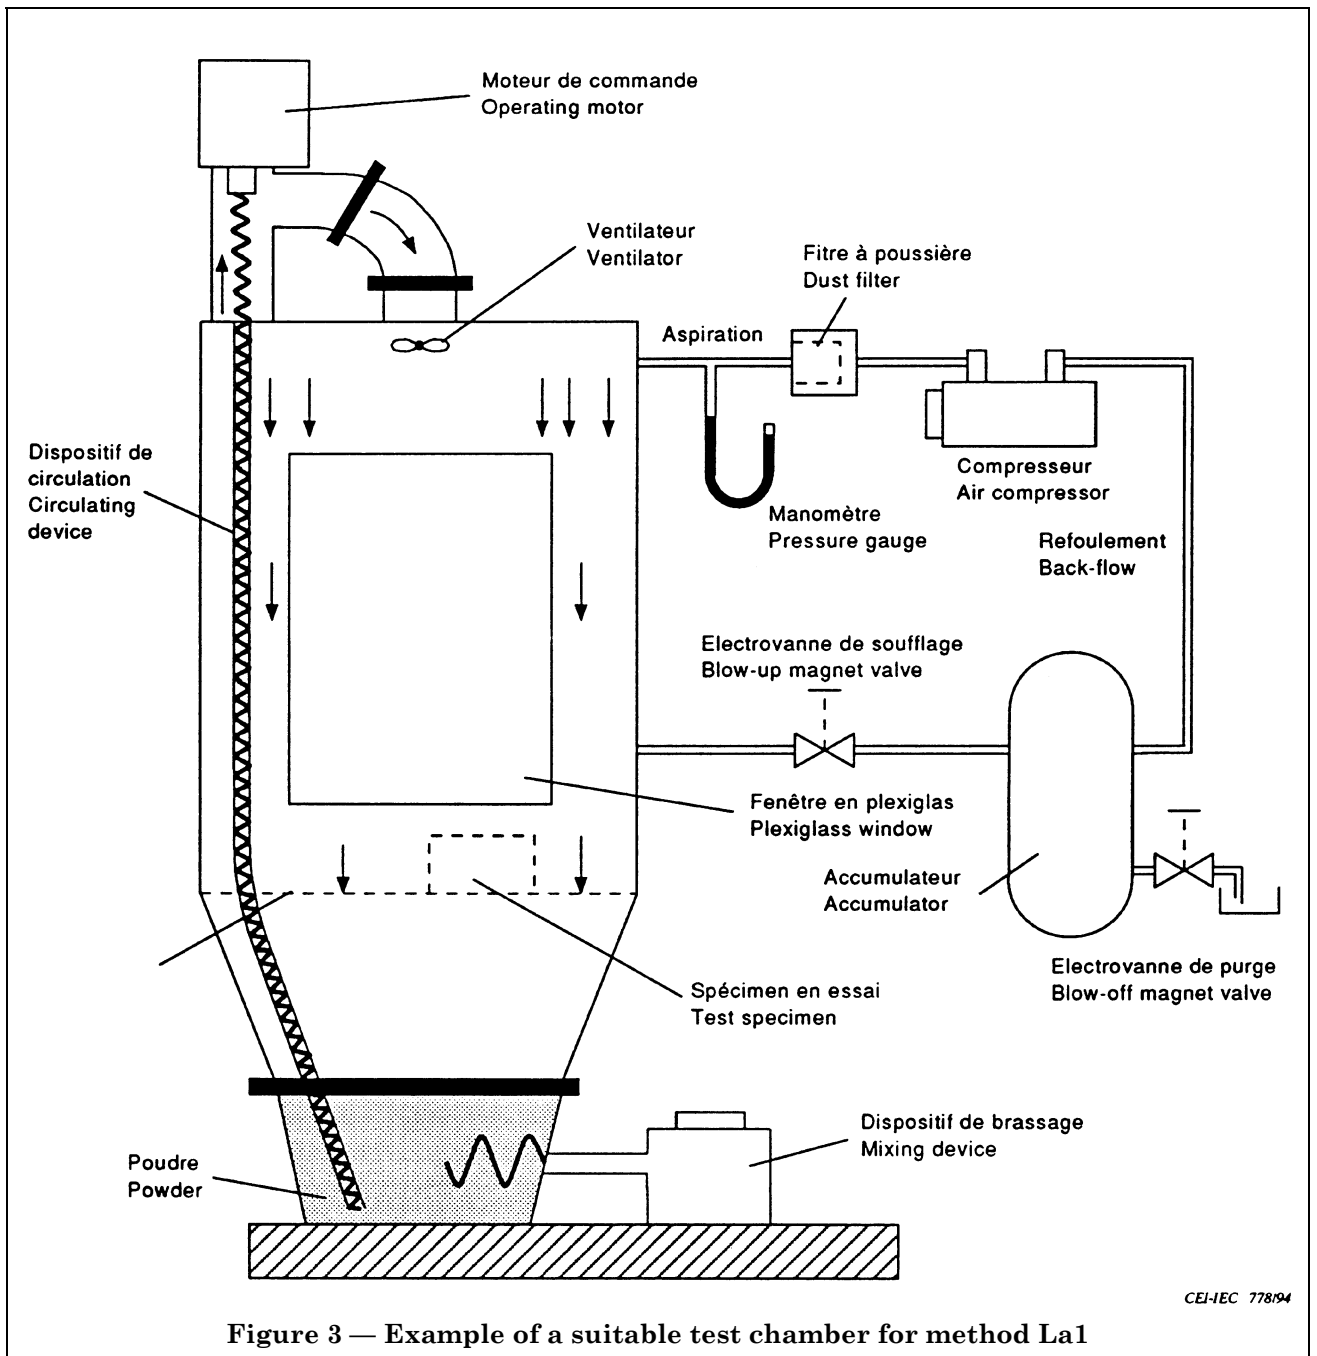 Moteur de commande
Operating motor
Ventilateur
Ventilator
Fitre à poussière
Dust filter
Aspiration
Dispositif de
circulation
Circulating
device
Compresseur
Air compressor
Manomètre
Pressure gauge
Refoulement
Back-flow
Electrovanne de soufflage
Blow-up magnet valve
Fenêtre en plexiglas
Plexiglass window
Accumulateur
Accumulator
Electrovanne de purge
Blow-off magnet valve
Spécimen en essai
Test specimen
Dispositif de brassage
Mixing device
Poudre
Powder
CEI-IEC 778/94
Figure 3 — Example of a suitable test chamber for method La1